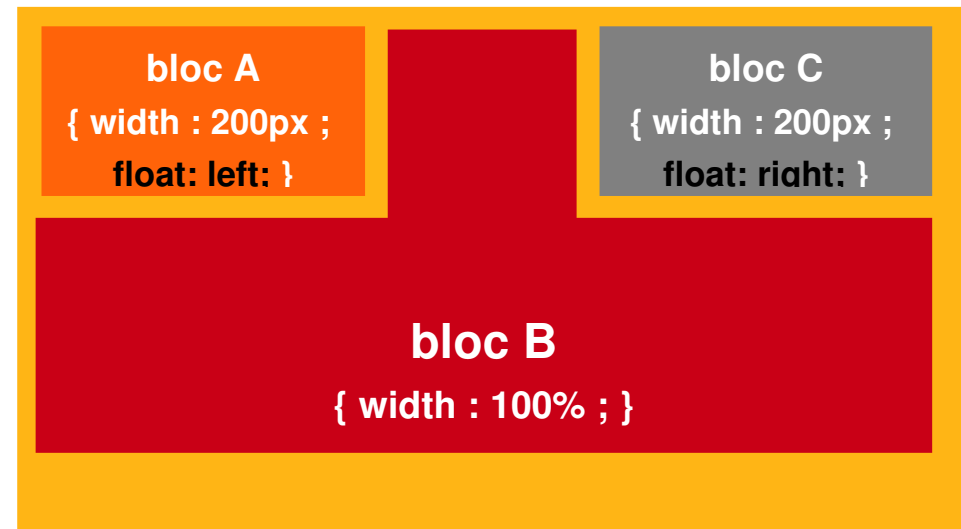 bloc A
{ width : 200px ;
float: left; }
bloc C
{ width : 200px ;
float: right; }
bloc B
{ width : 100% ; }